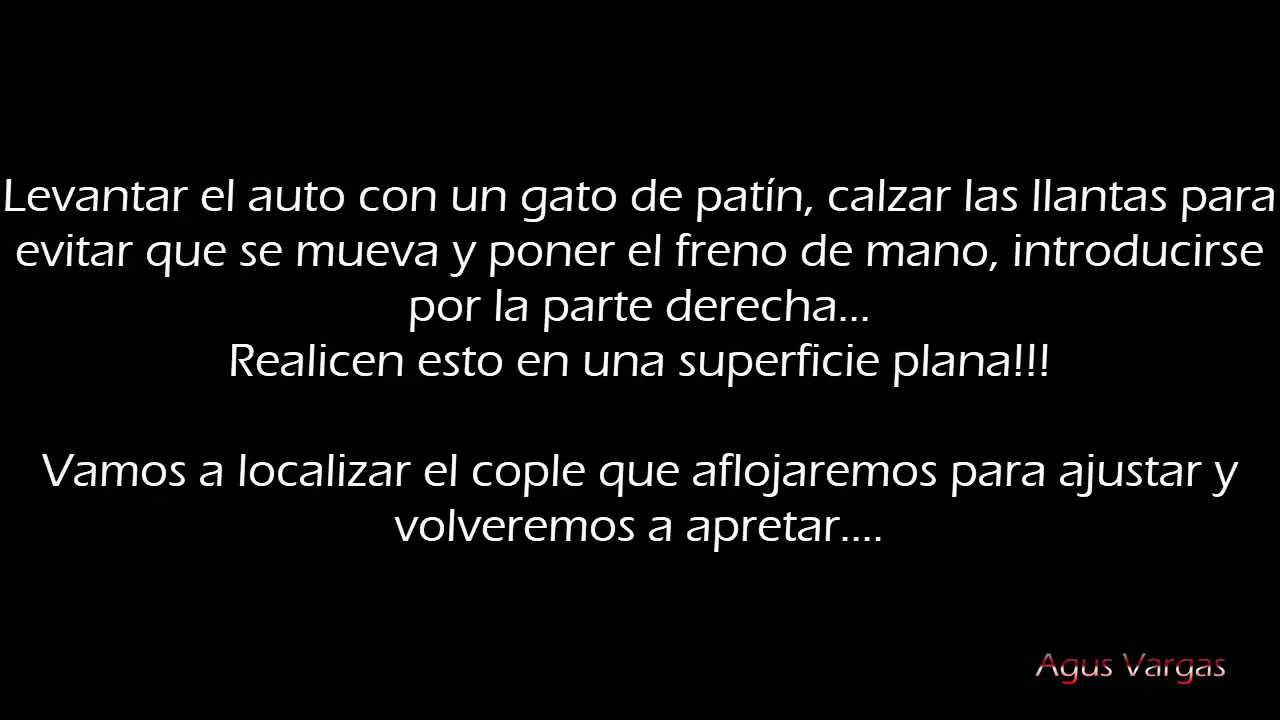 Levantar el auto con un gato de patín, calzar las llantas para
evitar que se mueva y poner el freno de mano, introducirse
por la parte derecha...
Realicen esto en una superficie plana!!!
Vamos a localizar el cople que aflojaremos para ajustar y
volveremos a apretar....
Agus Vargas